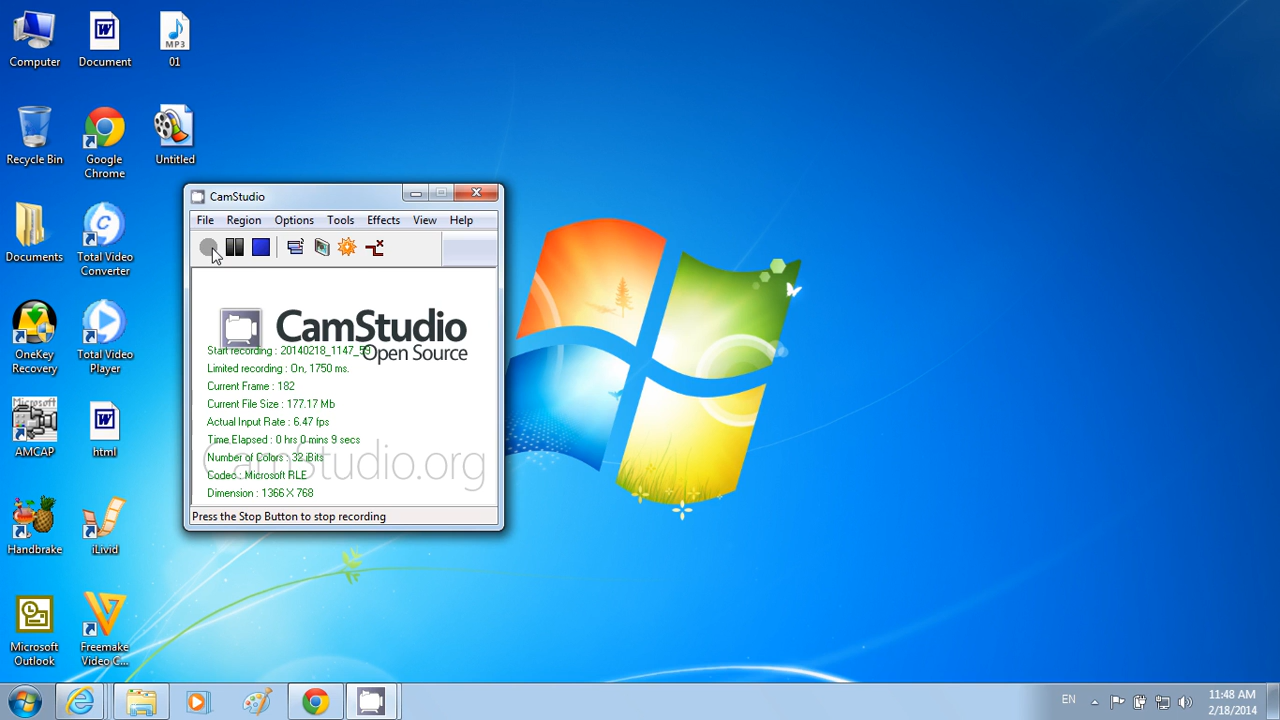 Computer
Document
MP3
01
Recycle Bin
Google
Chrome
Untitled
Documents
Total Video
Converter
OneKey
Recovery
Total Video
Player
Microsoft
AMCAP
html
Handbrake
iLivid
Microsoft
Outlook
Freemake
Video C...
CamStudio
File Region Options Tools Effects View Help
CamStudio
Open Source
Start recording : 20140218_1147_59
Limited recording : On, 1750 ms.
Current Frame : 182
Current File Size : 177.17 Mb
Actual Input Rate : 6.47 fps
Time Elapsed : 0 hrs 0 mins 9 secs
CamStudio.org
Number of Colors : 32 Bits
Codec : Microsoft RLE
Dimension : 1366 X 768
Press the Stop Button to stop recording
EN
11:48 AM
2/18/2014